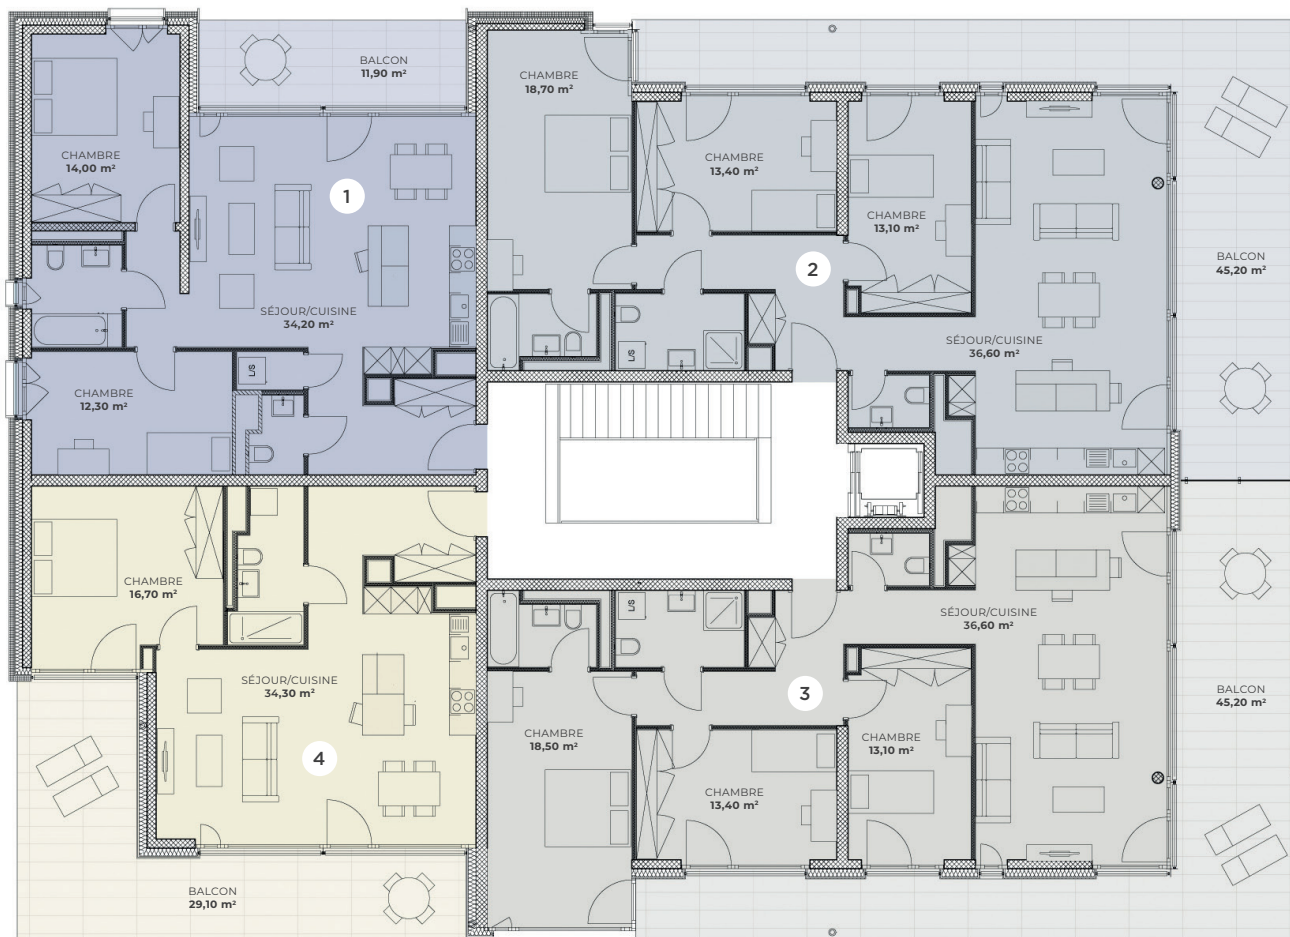 BALCON
11,90 m²
CHAMBRE
14,00 m²
1
SÉJOUR/CUISINE
34,20 m²
CHAMBRE
12,30 m²
L/S
CHAMBRE
18,70 m²
CHAMBRE
13,40 m²
CHAMBRE
13,10 m²
2
L/S
SÉJOUR/CUISINE
36,60 m²
BALCON
45,20 m²
CHAMBRE
16,70 m²
SÉJOUR/CUISINE
34,30 m²
4
BALCON
29,10 m²
L/S
CHAMBRE
18,50 m²
CHAMBRE
13,40 m²
3
CHAMBRE
13,10 m²
SÉJOUR/CUISINE
36,60 m²
BALCON
45,20 m²